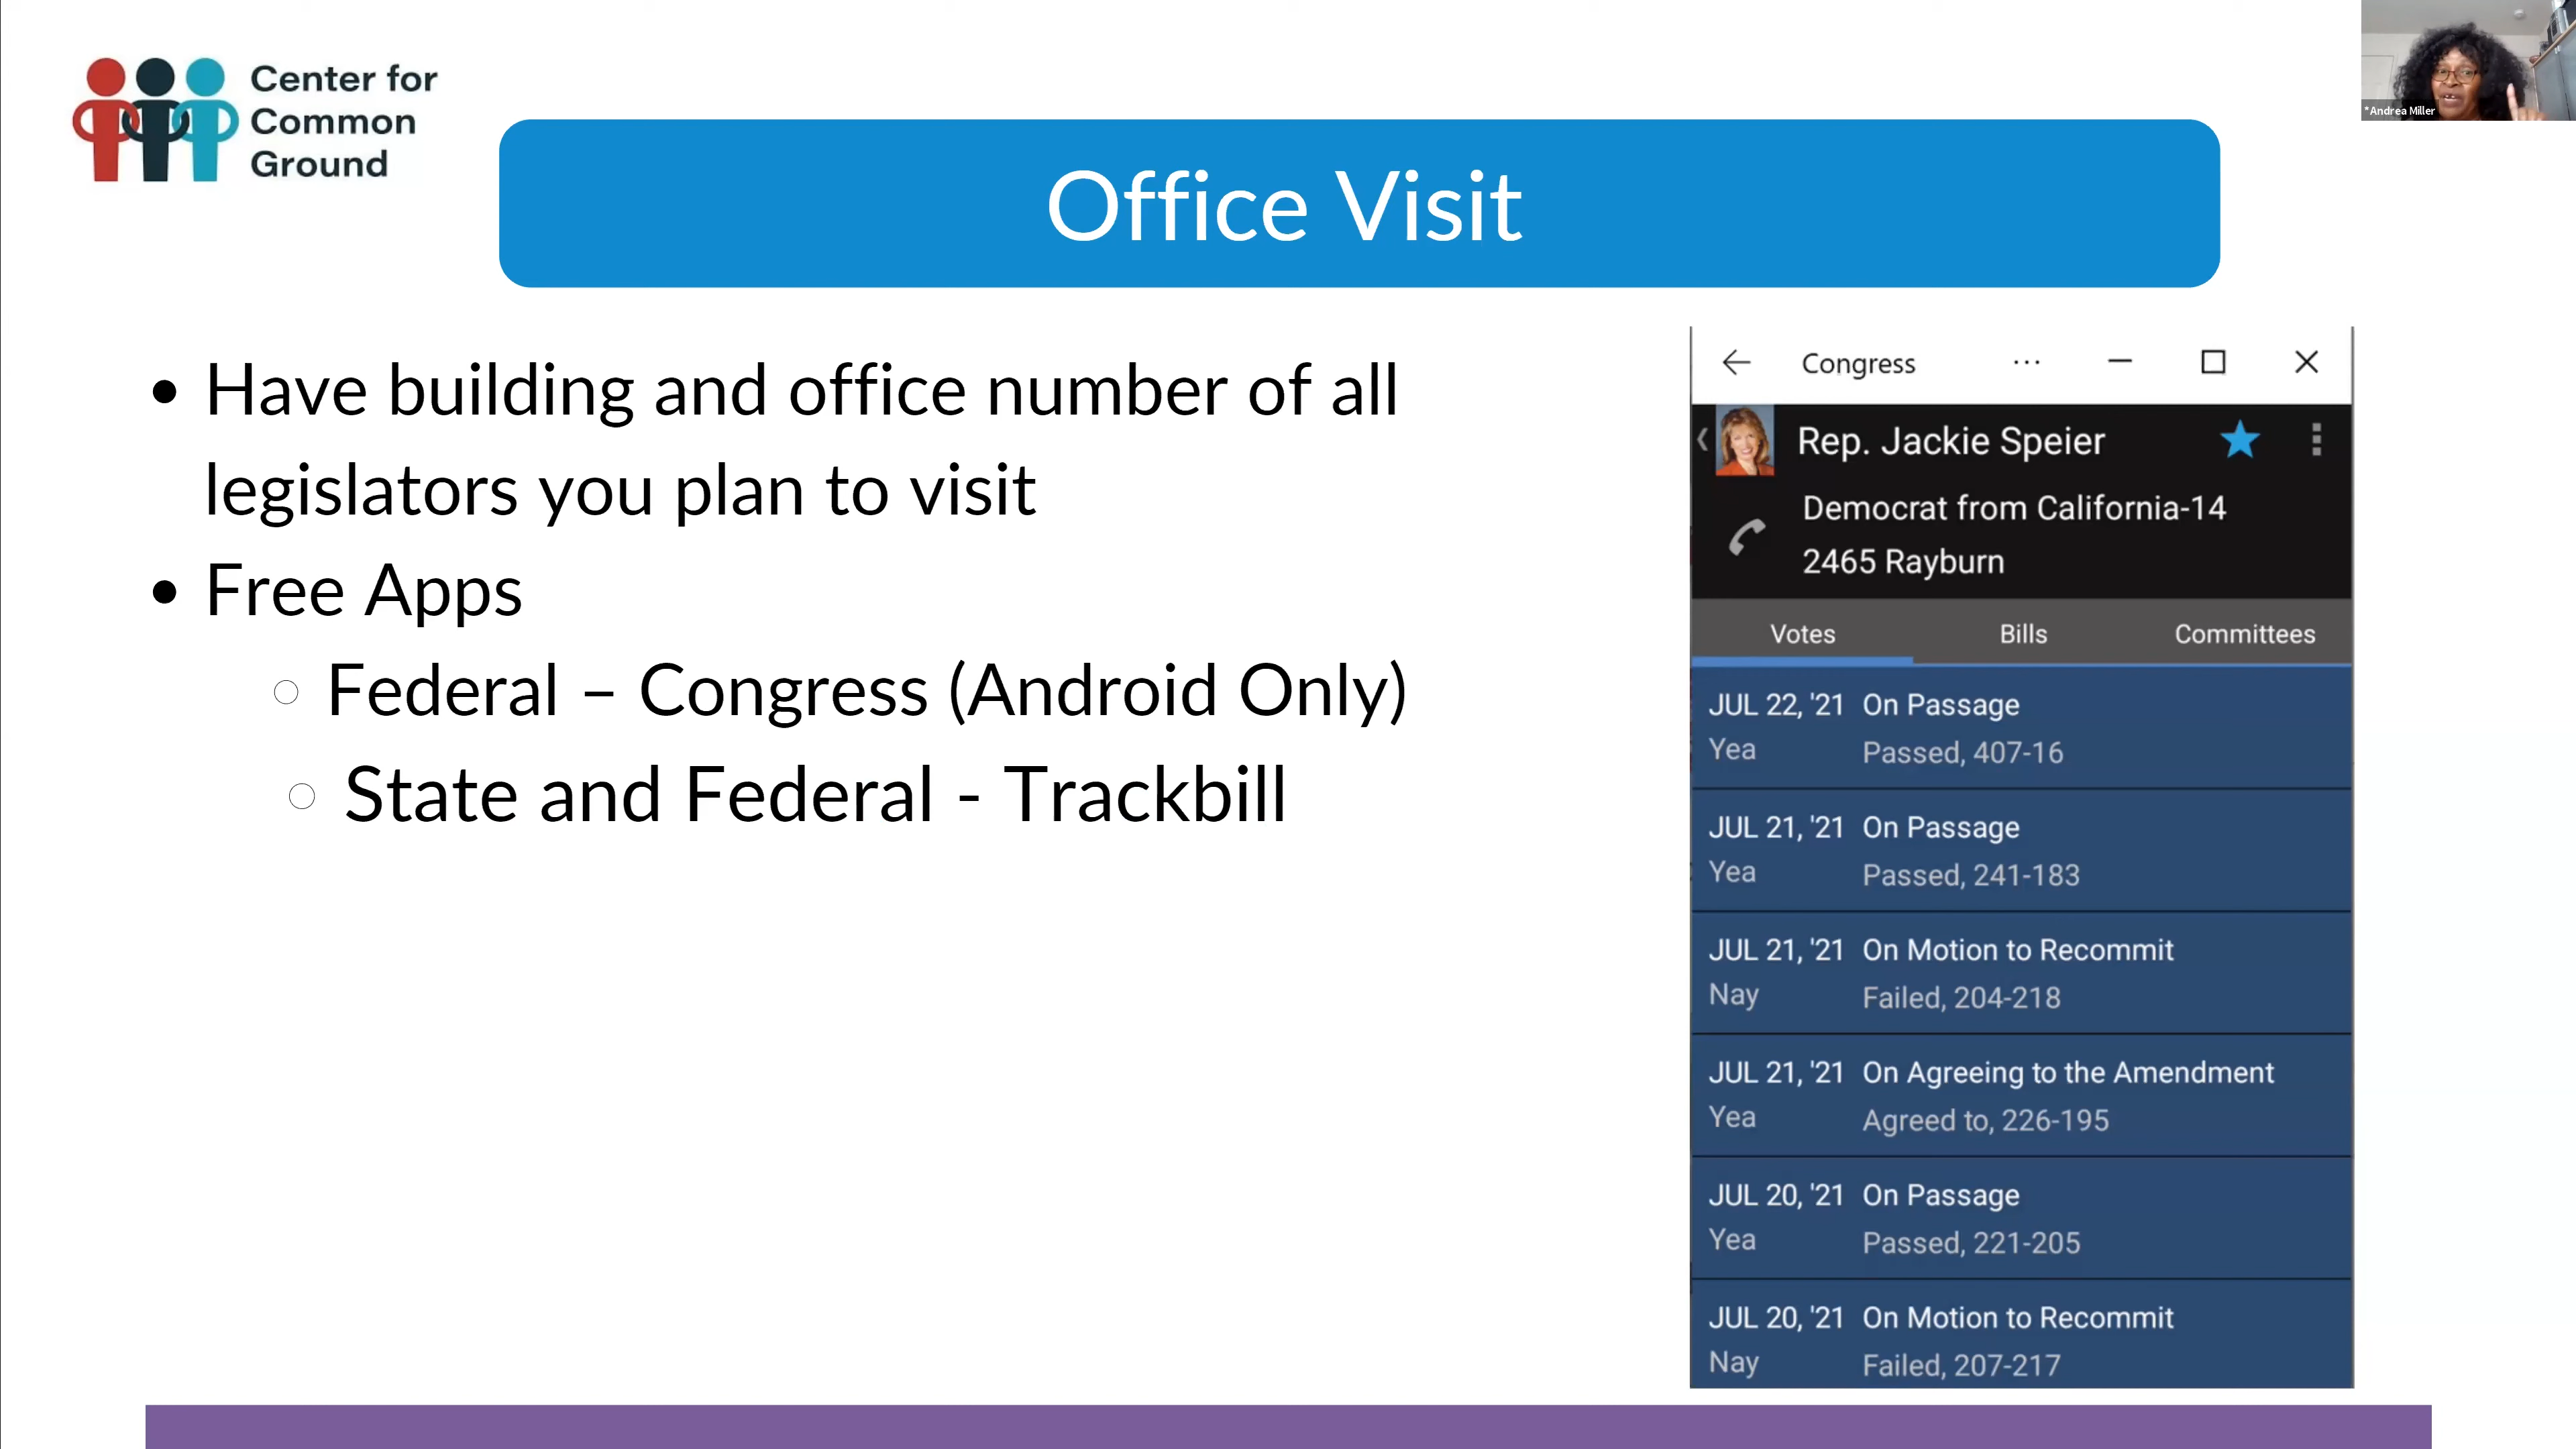 Center for
Common
Ground
*Andrea Miller
Office Visit
• Have building and office number of all
legislators you plan to visit
• Free Apps
○ Federal – Congress (Android Only)
○ State and Federal - Trackbill
Congress
Rep. Jackie Speier
Democrat from California-14
2465 Rayburn
Votes Bills Committees
JUL 22, '21 On Passage
Yea Passed, 407-16
JUL 21, '21 On Passage
Yea Passed, 241-183
JUL 21, '21 On Motion to Recommit
Nay Failed, 204-218
JUL 21, '21 On Agreeing to the Amendment
Yea Agreed to, 226-195
JUL 20, '21 On Passage
Yea Passed, 221-205
JUL 20, '21 On Motion to Recommit
Nay Failed, 207-217